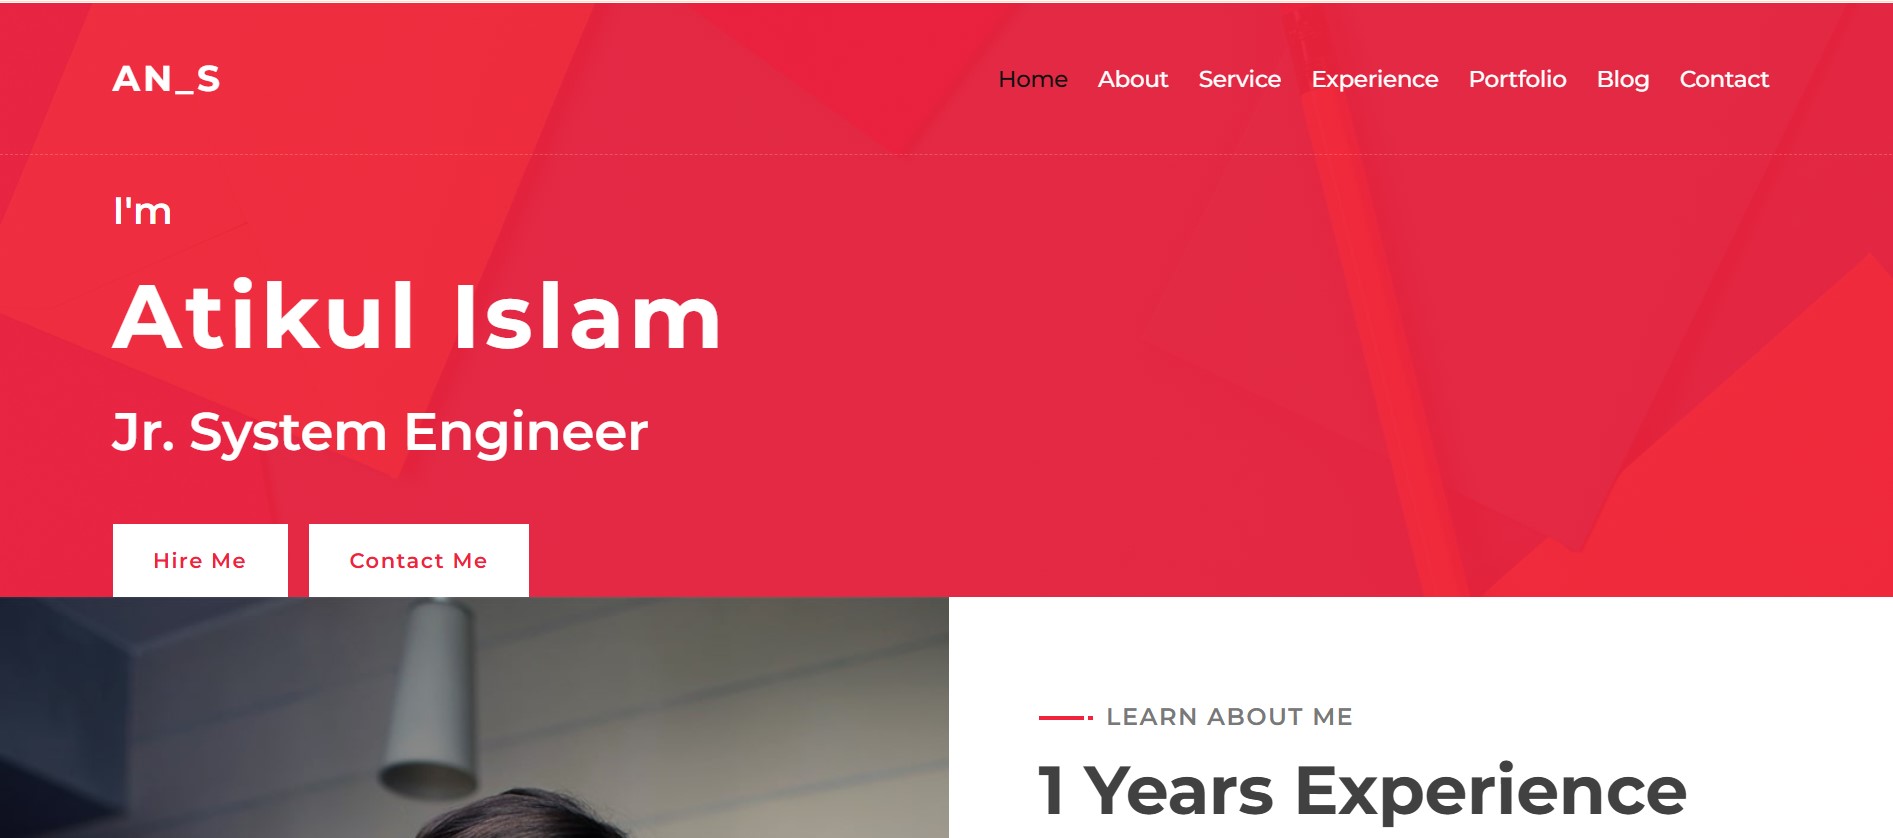 AN_S
Home About Service Experience Portfolio Blog Contact
I'm
Atikul Islam
Jr. System Engineer
Hire Me Contact Me
LEARN ABOUT ME
1 Years Experience